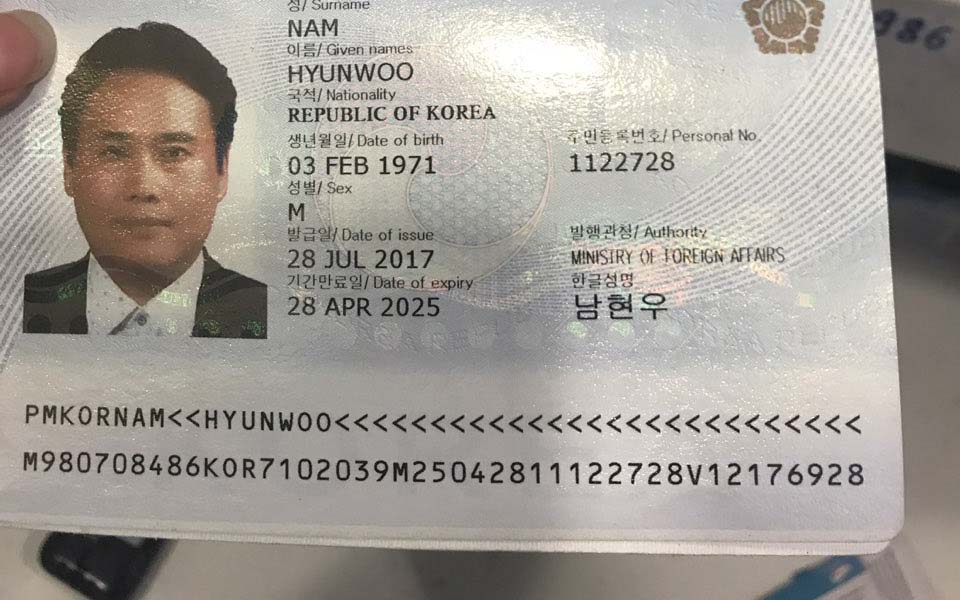 성/ Surname
NAM
이름/ Given names
HYUNWOO
국적/ Nationality
REPUBLIC OF KOREA
생년월일/ Date of birth
03 FEB 1971
주민등록번호/ Personal No.
1122728
성별/ Sex
M
발급일/ Date of issue
28 JUL 2017
발행관청/ Authority
MINISTRY OF FOREIGN AFFAIRS
기간만료일/ Date of expiry
28 APR 2025
한글성명
남현우
PMKORNAM<<HYUNWOO<<<<<<<<<<<<<<<<<<<<<<<<<<<
M980708486KOR7102039M25042811122728V12176928
986